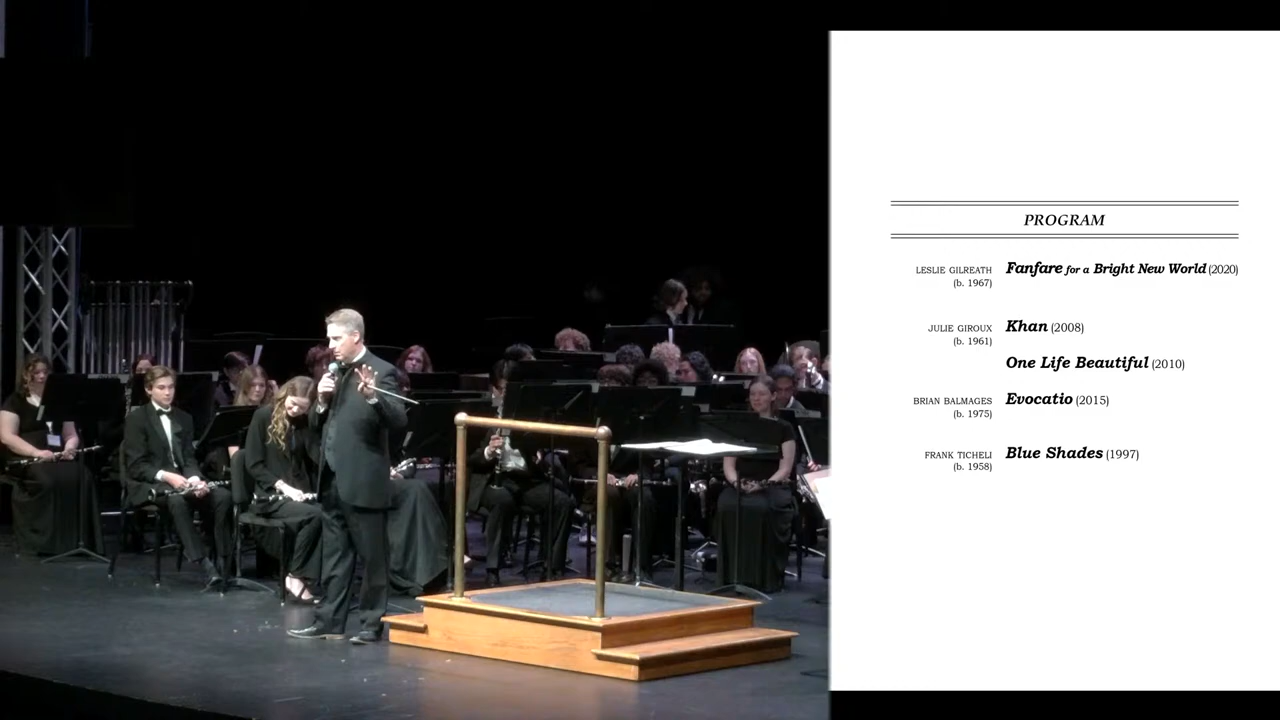 PROGRAM
LESLIE GILREATH Fanfare for a Bright New World (2020)
(b. 1967)
JULIE GIROUX Khan (2008)
(b. 1961)
One Life Beautiful (2010)
BRIAN BALMAGES Evocatio (2015)
(b. 1975)
FRANK TICHELI Blue Shades (1997)
(b. 1958)